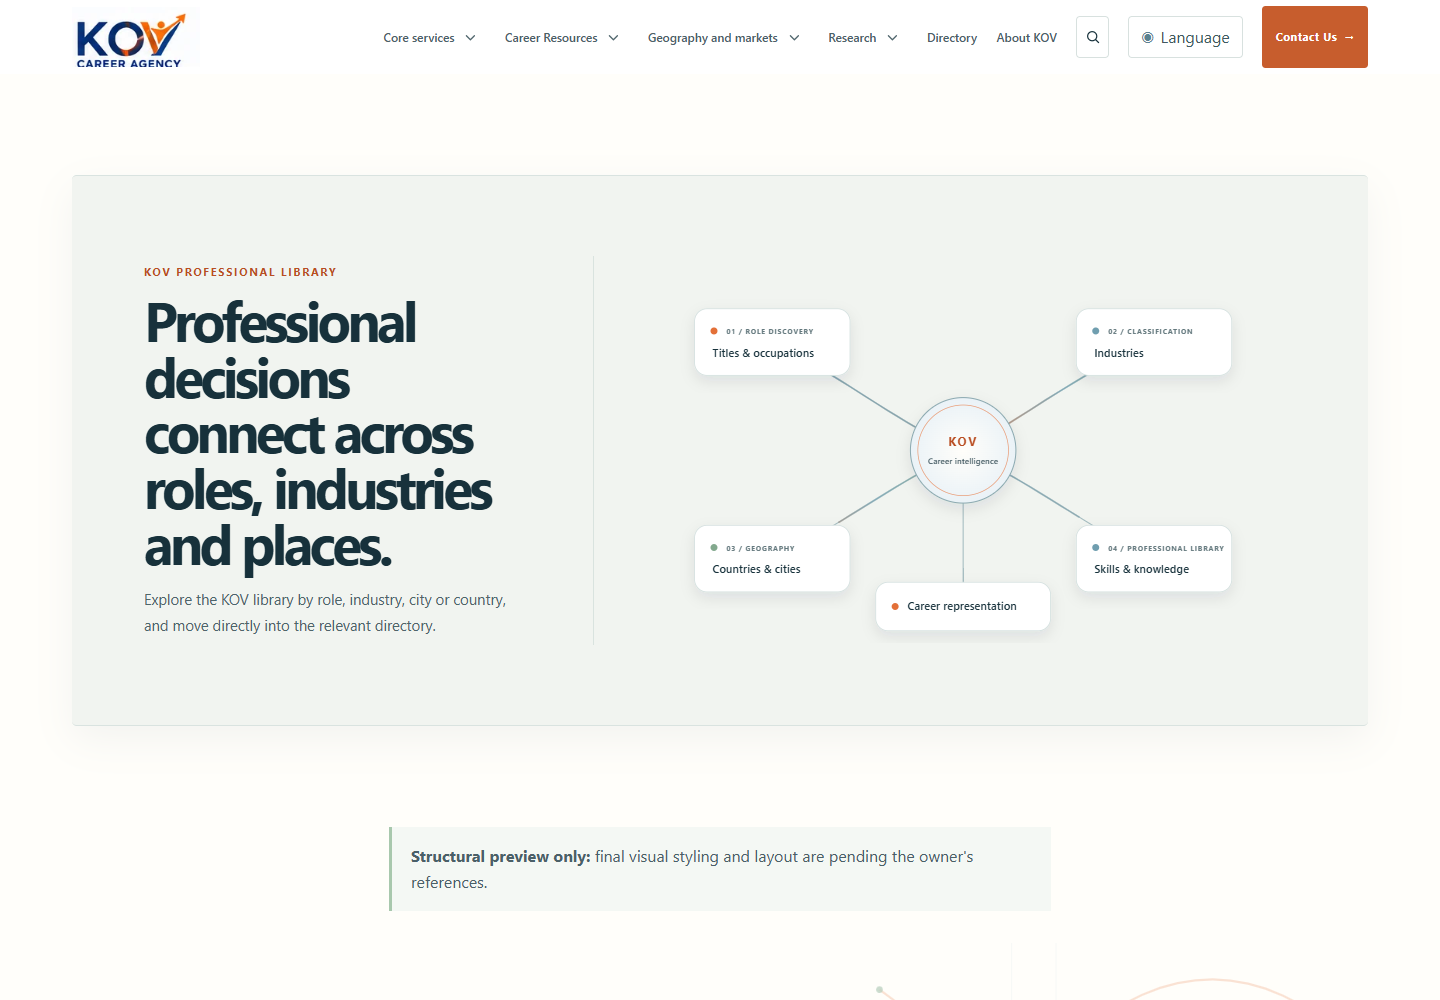 KOV
CAREER AGENCY
Core services
Career Resources
Geography and markets
Research
Directory
About KOV
Language
Contact Us →
KOV PROFESSIONAL LIBRARY
Professional
decisions
connect across
roles, industries
and places.
Explore the KOV library by role, industry, city or country,
and move directly into the relevant directory.
01 / ROLE DISCOVERY
Titles & occupations
02 / CLASSIFICATION
Industries
KOV
Career intelligence
03 / GEOGRAPHY
Countries & cities
04 / PROFESSIONAL LIBRARY
Skills & knowledge
Career representation
Structural preview only: final visual styling and layout are pending the owner's
references.